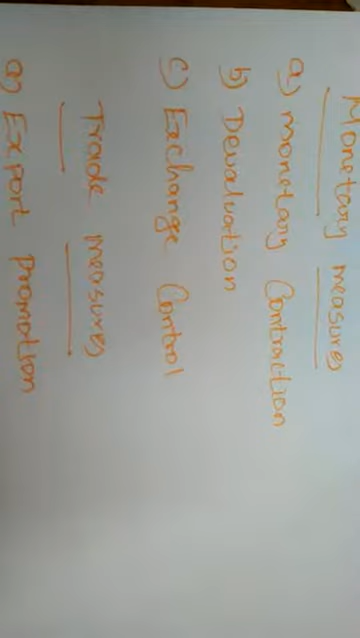 Monetary measures
a) monetary Contraction
b) Devaluation
c) Exchange Control
Trade measures
a) Export promotion